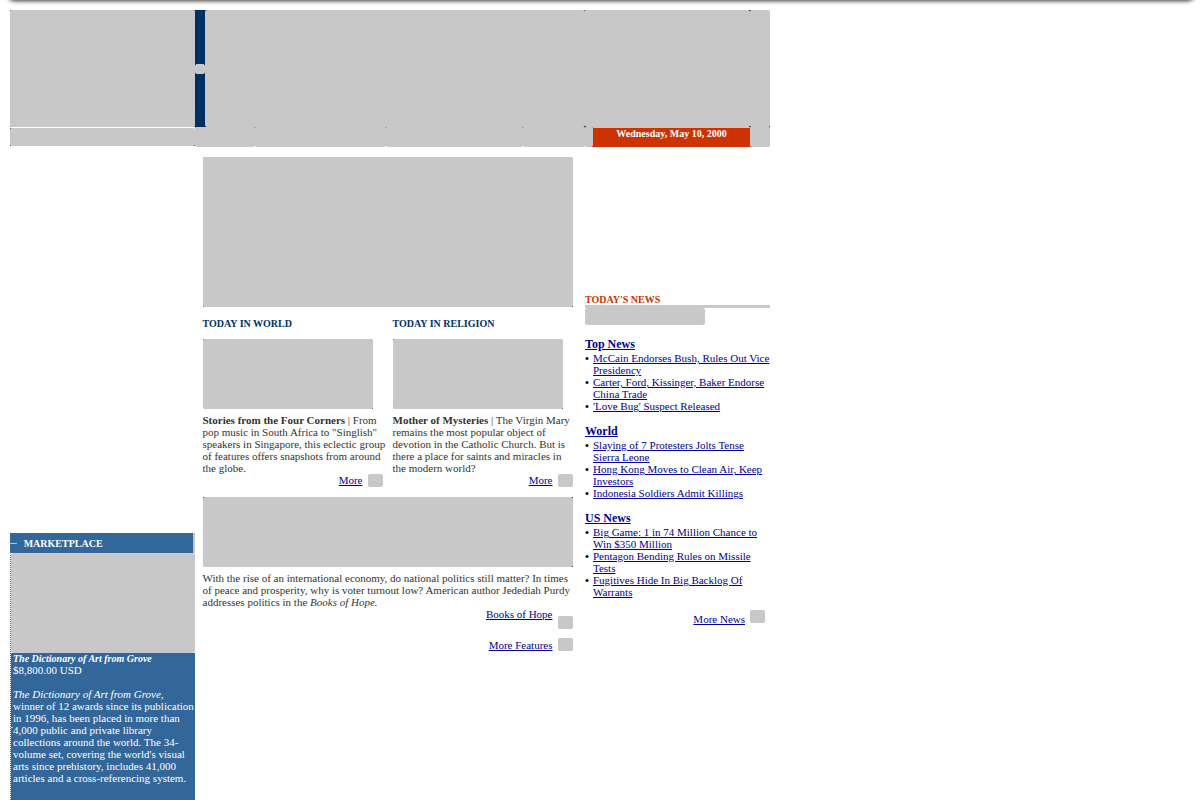 Wednesday, May 10, 2000
TODAY IN WORLD
Stories from the Four Corners | From
pop music in South Africa to "Singlish"
speakers in Singapore, this eclectic group
of features offers snapshots from around
the globe.
More
TODAY IN RELIGION
Mother of Mysteries | The Virgin Mary
remains the most popular object of
devotion in the Catholic Church. But is
there a place for saints and miracles in
the modern world?
More
With the rise of an international economy, do national politics still matter? In times
of peace and prosperity, why is voter turnout low? American author Jedediah Purdy
addresses politics in the Books of Hope.
Books of Hope
More Features
TODAY'S NEWS
Top News
• McCain Endorses Bush, Rules Out Vice
Presidency
• Carter, Ford, Kissinger, Baker Endorse
China Trade
• 'Love Bug' Suspect Released
World
• Slaying of 7 Protesters Jolts Tense
Sierra Leone
• Hong Kong Moves to Clean Air, Keep
Investors
• Indonesia Soldiers Admit Killings
US News
• Big Game: 1 in 74 Million Chance to
Win $350 Million
• Pentagon Bending Rules on Missile
Tests
• Fugitives Hide In Big Backlog Of
Warrants
More News
MARKETPLACE
The Dictionary of Art from Grove
$8,800.00 USD
The Dictionary of Art from Grove,
winner of 12 awards since its publication
in 1996, has been placed in more than
4,000 public and private library
collections around the world. The 34-
volume set, covering the world's visual
arts since prehistory, includes 41,000
articles and a cross-referencing system.